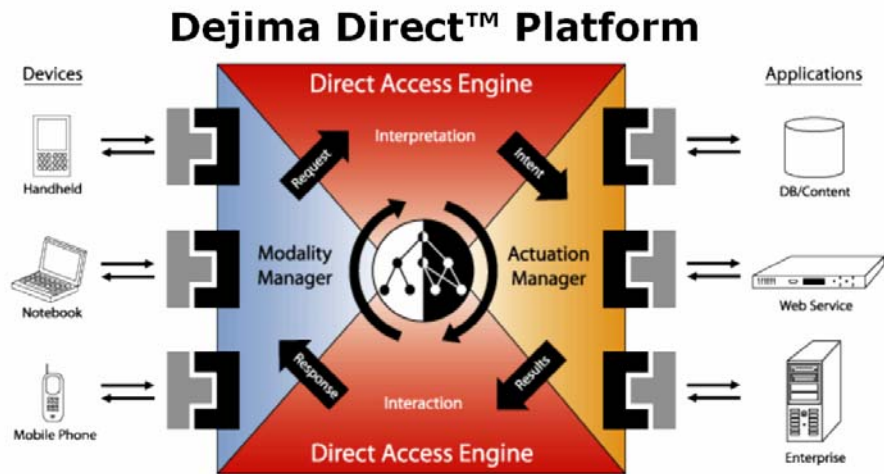 Dejima Direct™ Platform
Devices
Applications
Direct Access Engine
Interpretation
Request
Intent
Handheld
DB/Content
Modality
Manager
Actuation
Manager
Notebook
Web Service
Response
Results
Interaction
Mobile Phone
Enterprise
Direct Access Engine